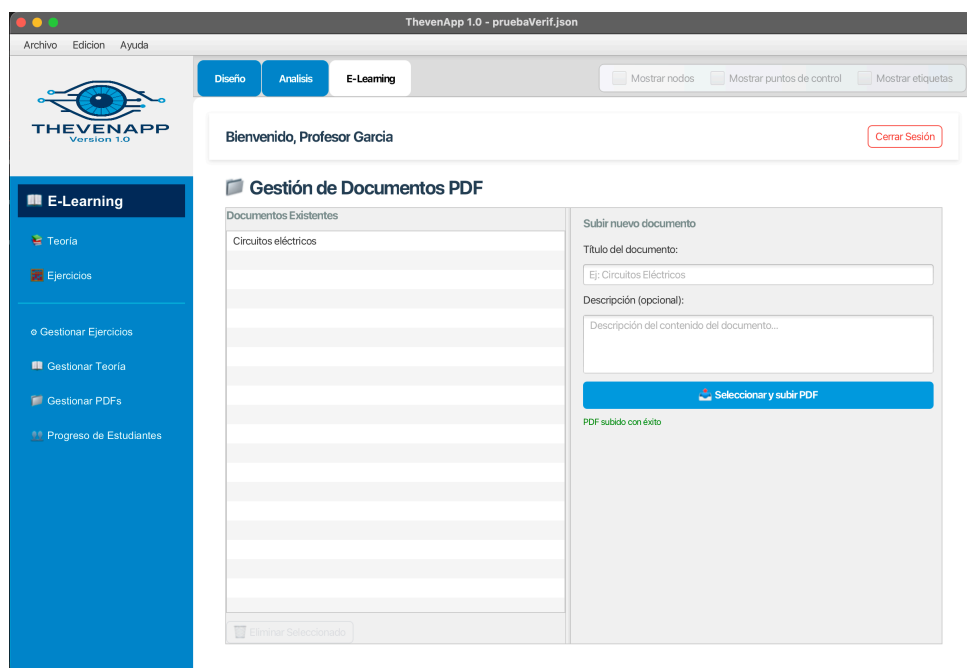 ThevenApp 1.0 - pruebaVerif.json
Archivo Edicion Ayuda
THEVENAPP
Version 1.0
Diseño Analisis E-Learning
Mostrar nodos Mostrar puntos de control Mostrar etiquetas
Bienvenido, Profesor Garcia
Cerrar Sesión
E-Learning
Teoría
Ejercicios
Gestionar Ejercicios
Gestionar Teoría
Gestionar PDFs
Progreso de Estudiantes
Gestión de Documentos PDF
Documentos Existentes
Circuitos eléctricos
Eliminar Seleccionado
Subir nuevo documento
Título del documento:
Ej: Circuitos Eléctricos
Descripción (opcional):
Descripción del contenido del documento...
Seleccionar y subir PDF
PDF subido con éxito